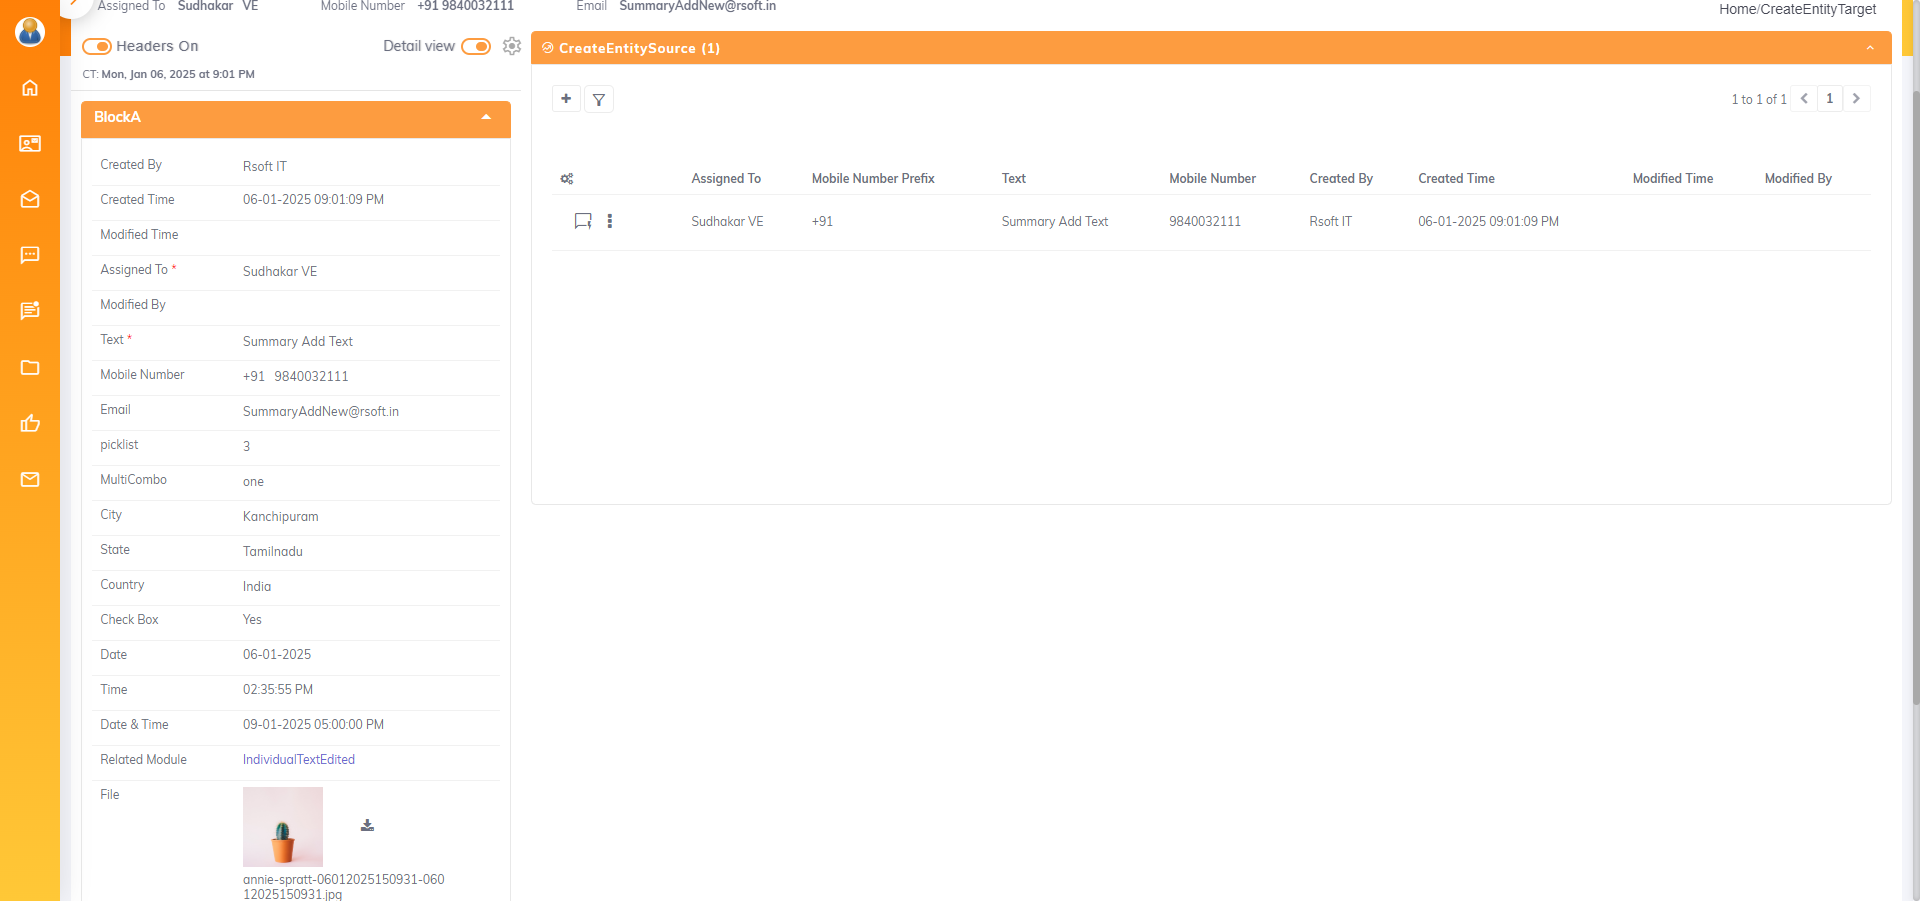 Assigned To Sudhakar VE Mobile Number +91 9840032111 Email SummaryAddNew@rsoft.in
Home/CreateEntityTarget
Headers On Detail view
CT: Mon, Jan 06, 2025 at 9:01 PM
BlockA
Created By Rsoft IT
Created Time 06-01-2025 09:01:09 PM
Modified Time
Assigned To * Sudhakar VE
Modified By
Text * Summary Add Text
Mobile Number +91 9840032111
Email SummaryAddNew@rsoft.in
picklist 3
MultiCombo one
City Kanchipuram
State Tamilnadu
Country India
Check Box Yes
Date 06-01-2025
Time 02:35:55 PM
Date & Time 09-01-2025 05:00:00 PM
Related Module IndividualTextEdited
File
annie-spratt-06012025150931-060
12025150931.jpg
CreateEntitySource (1)
1 to 1 of 1 1
Assigned To Mobile Number Prefix Text Mobile Number Created By Created Time Modified Time Modified By
Sudhakar VE +91 Summary Add Text 9840032111 Rsoft IT 06-01-2025 09:01:09 PM